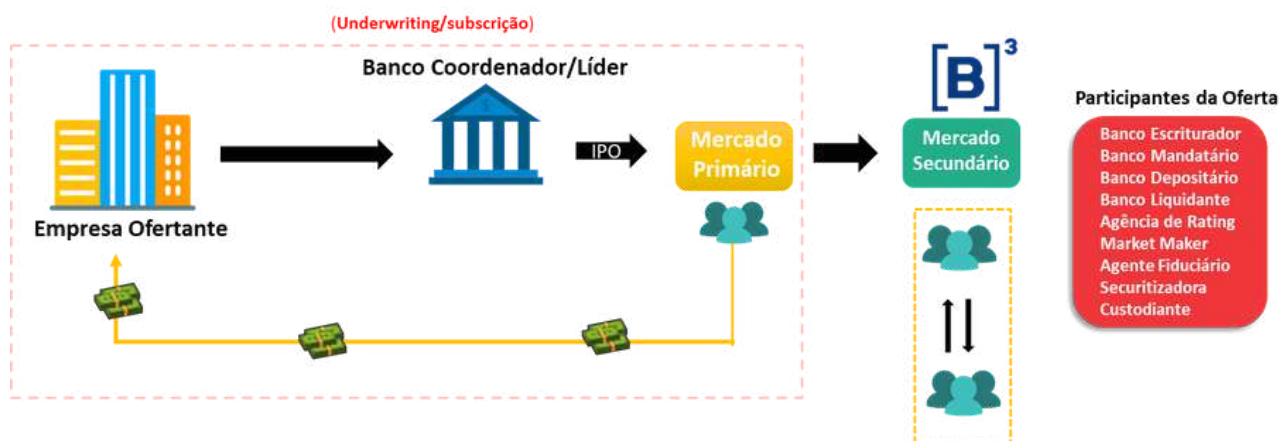 (Underwriting/subscrição)
Banco Coordenador/Líder
Empresa Ofertante
$
IPO
Mercado
Primário
[B]³
Mercado
Secundário
Participantes da Oferta
Banco Escriturador
Banco Mandatário
Banco Depositário
Banco Liquidante
Agência de Rating
Market Maker
Agente Fiduciário
Securitizadora
Custodiante